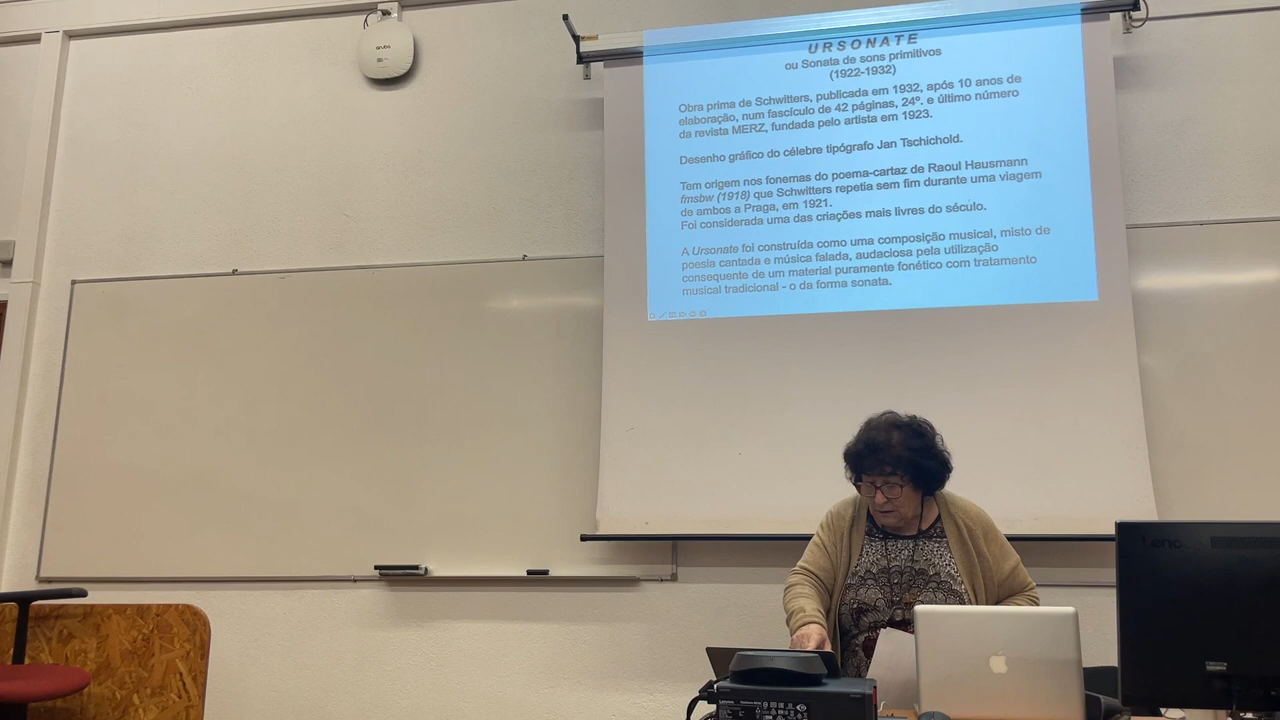 aruba
URSONATE
ou Sonata de sons primitivos
(1922-1932)
Obra prima de Schwitters, publicada em 1932, após 10 anos de
elaboração, num fascículo de 42 páginas, 24º. e último número
da revista MERZ, fundada pelo artista em 1923.
Desenho gráfico do célebre tipógrafo Jan Tschichold.
Tem origem nos fonemas do poema-cartaz de Raoul Hausmann
fmsbw (1918) que Schwitters repetia sem fim durante uma viagem
de ambos a Praga, em 1921.
Foi considerada uma das criações mais livres do século.
A Ursonate foi construída como uma composição musical, misto de
poesia cantada e música falada, audaciosa pela utilização
consequente de um material puramente fonético com tratamento
musical tradicional - o da forma sonata.
Leno
Lenovo